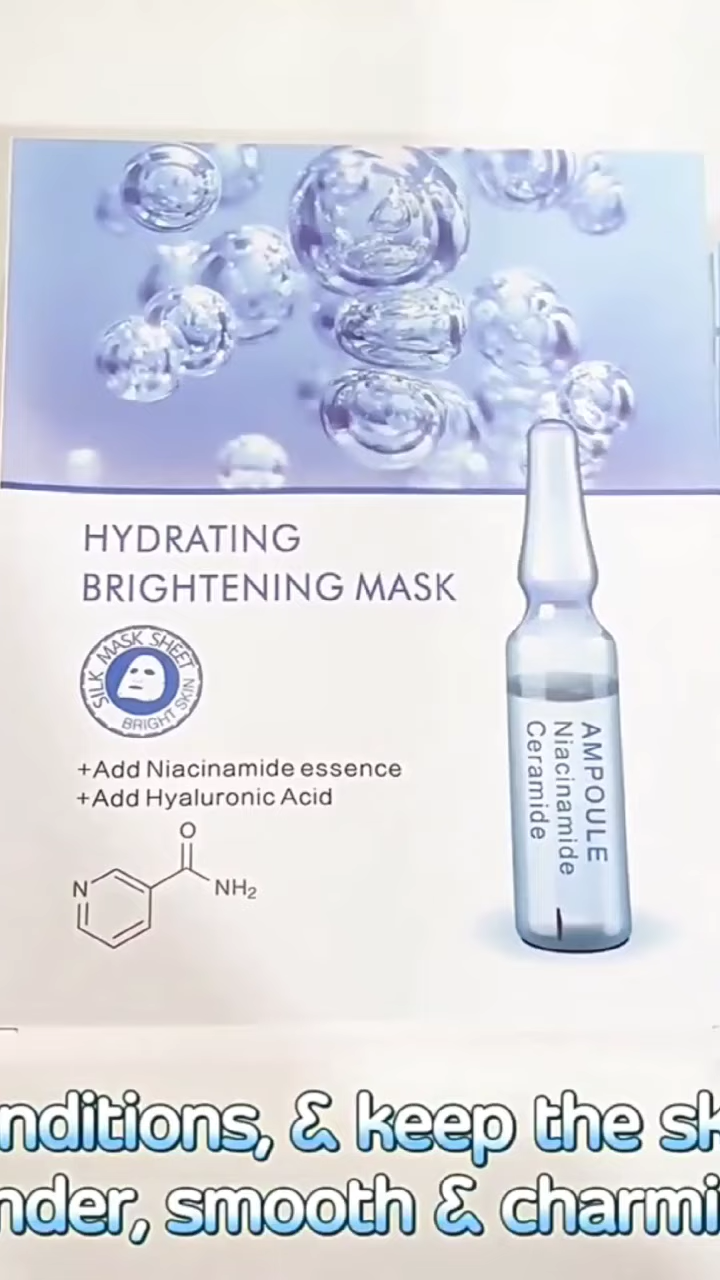 HYDRATING
BRIGHTENING MASK
SILK MASK SHEET
BRIGHT SKIN
+Add Niacinamide essence
+Add Hyaluronic Acid
O
N
NH₂
AMPOULE
Niacinamide
Ceramide
nditions, & keep the sk
nder, smooth & charmi